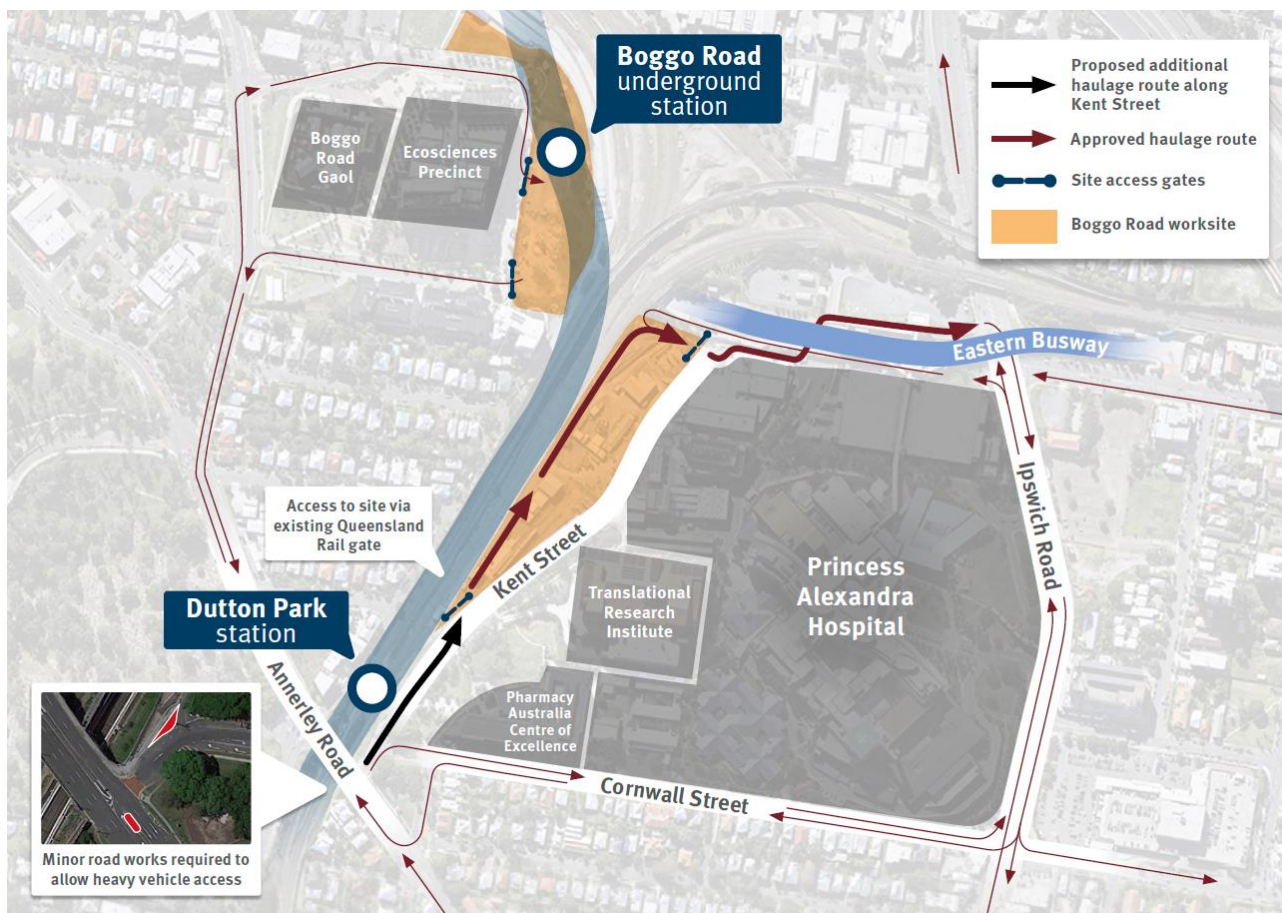 Boggo Road
underground
station
Proposed additional
haulage route along
Kent Street
Approved haulage route
Site access gates
Boggo Road worksite
Boggo
Road
Gaol
Ecosciences
Precinct
Eastern Busway
Access to site via
existing Queensland
Rail gate
Kent Street
Ipswich Road
Dutton Park
station
Translational
Research
Institute
Princess
Alexandra
Hospital
Annerley Road
Pharmacy
Australia
Centre of
Excellence
Cornwall Street
Minor road works required to
allow heavy vehicle access